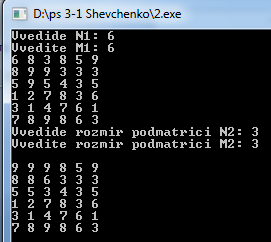 D:\ps 3-1 Shevchenko\2.exe
Vvedide N1: 6
Vvedite M1: 6
6 8 3 8 5 9
8 9 9 3 3 3
5 9 5 4 3 5
1 2 7 8 3 6
3 1 4 7 6 1
7 8 9 8 6 3
Vvedide rozmir podmatrici N2: 3
Vvedite rozmir podmatrici M2: 3
9 9 9 8 5 9
8 8 6 3 3 3
5 5 3 4 3 5
1 2 7 8 3 6
3 1 4 7 6 1
7 8 9 8 6 3